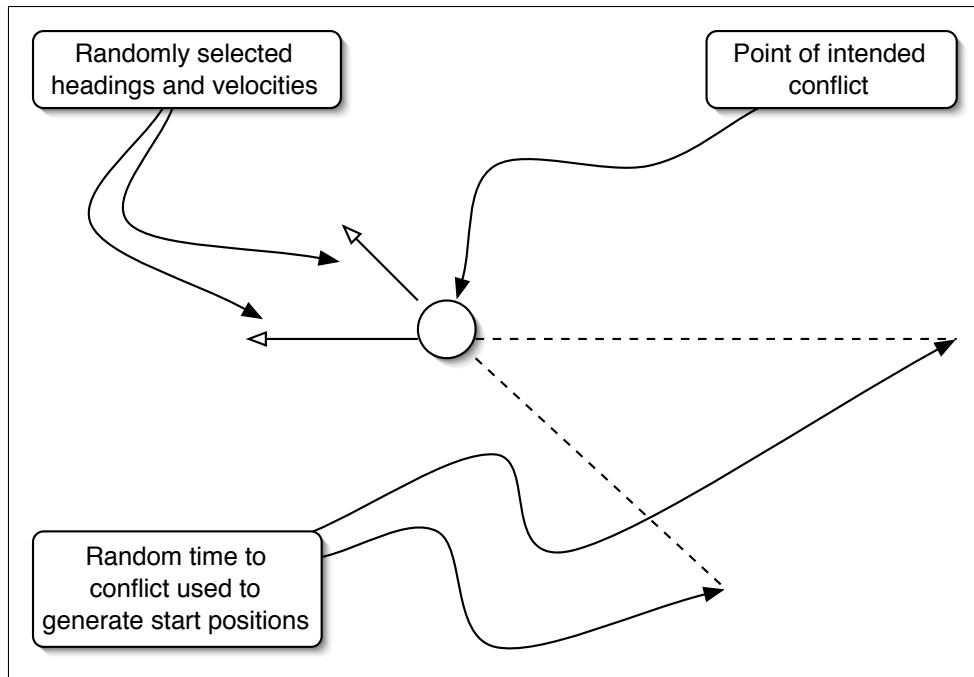 Randomly selected
headings and velocities
Point of intended
conflict
Random time to
conflict used to
generate start positions